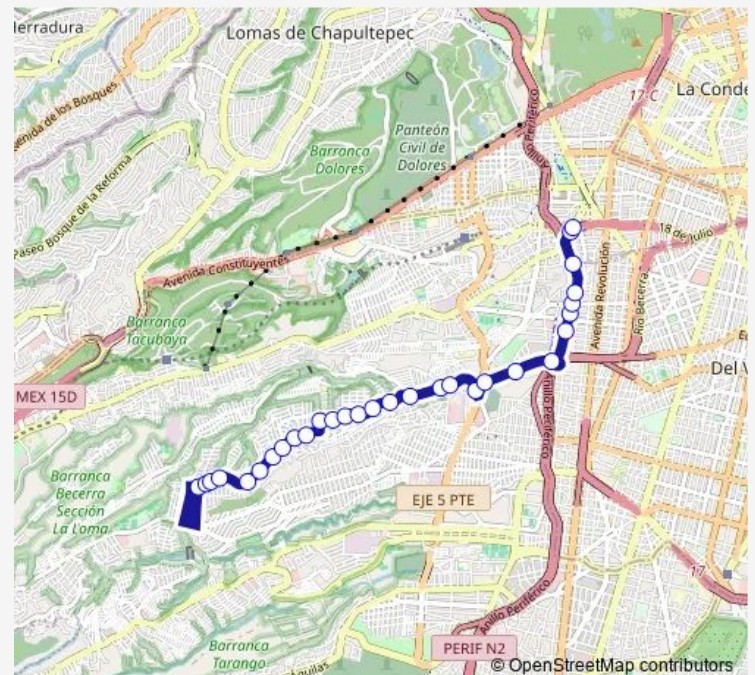 Lomas de Chapultepec
17-C
La Conde
Avenida de los Bosques
Panteón
Civil de
Dolores
Barranca
Dolores
Anillo Periférico
Paseo Bosque de la Reforma
18 de Julio
Avenida Constituyentes
Avenida Revolución
Río Becerra
Barranca
Tacubaya
Del V
MEX 15D
Anillo Periférico
Barranca
Becerra
Sección
La Loma
EJE 5 PTE
17
Anillo Periférico
Barranca
Tarango
PERIF N2
© OpenStreetMap contributors